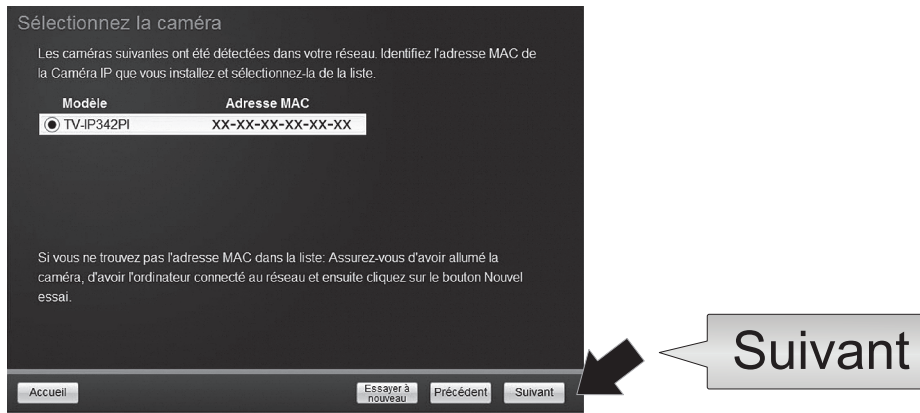 Sélectionnez la caméra
Les caméras suivantes ont été détectées dans votre réseau. Identifiez l'adresse MAC de
la Caméra IP que vous installez et sélectionnez-la de la liste.
Modèle Adresse MAC
TV-IP342PI XX-XX-XX-XX-XX-XX
Si vous ne trouvez pas l'adresse MAC dans la liste: Assurez-vous d'avoir allumé la
caméra, d'avoir l'ordinateur connecté au réseau et ensuite cliquez sur le bouton Nouvel
essai.
Accueil
Essayer à
nouveau
Précédent
Suivant
Suivant